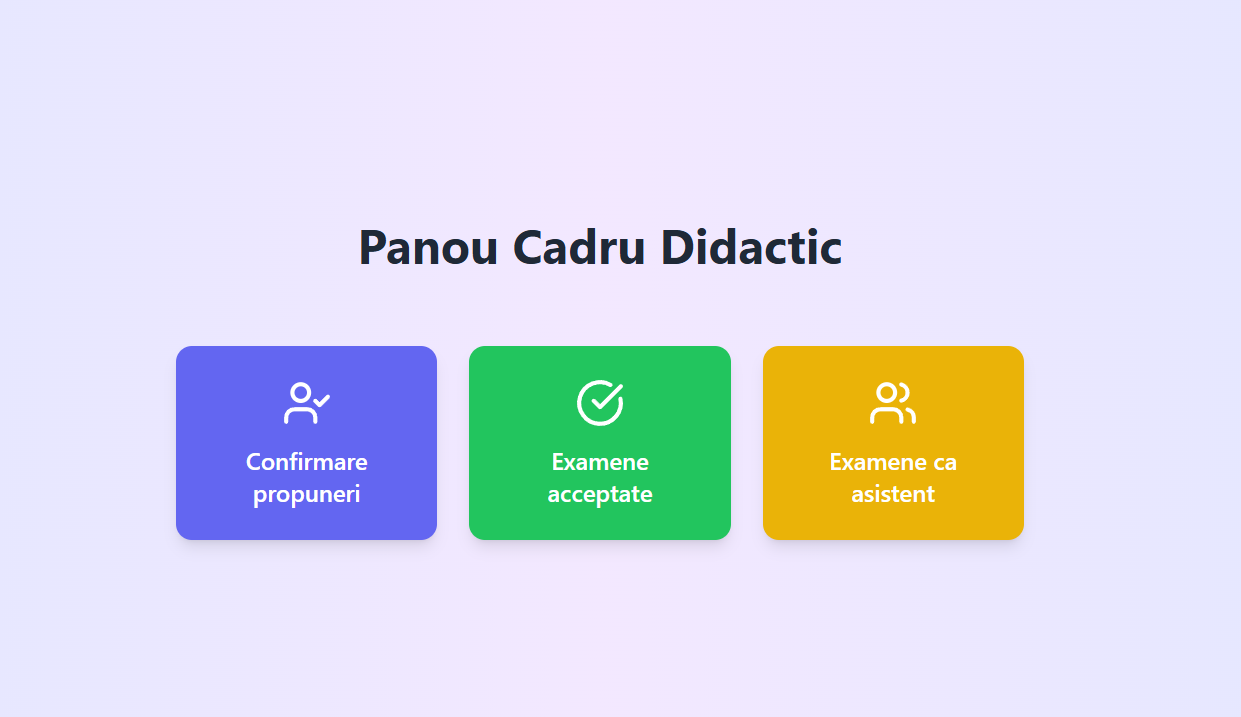 Panou Cadru Didactic
Confirmare
propuneri
Examene
acceptate
Examene ca
asistent